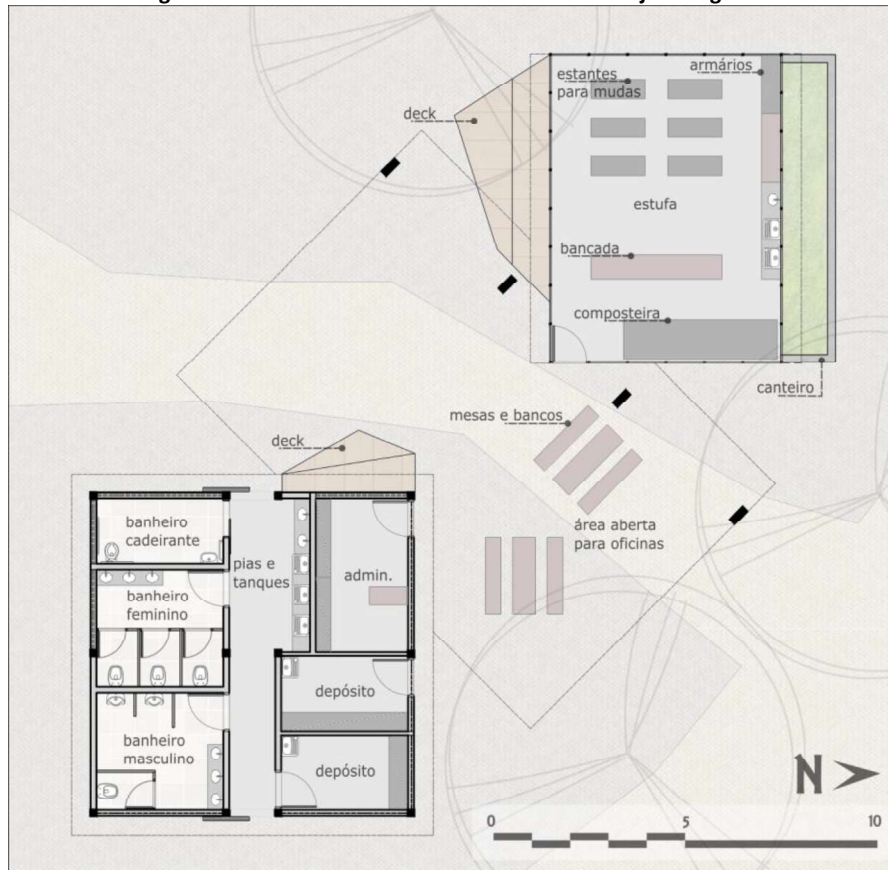 estantes
para mudas
armários
deck
estufa
bancada
composteira
canteiro
mesas e bancos
deck
área aberta
para oficinas
banheiro
cadeirante
pias e
tanques
admin.
banheiro
feminino
depósito
banheiro
masculino
depósito
N
0 5 10